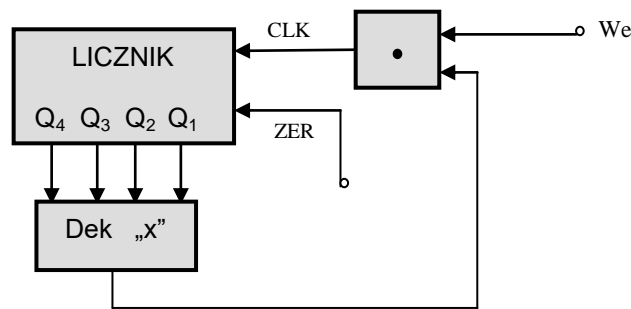 CLK
We
LICZNIK
Q₄ Q₃ Q₂ Q₁
ZER
Dek „x”